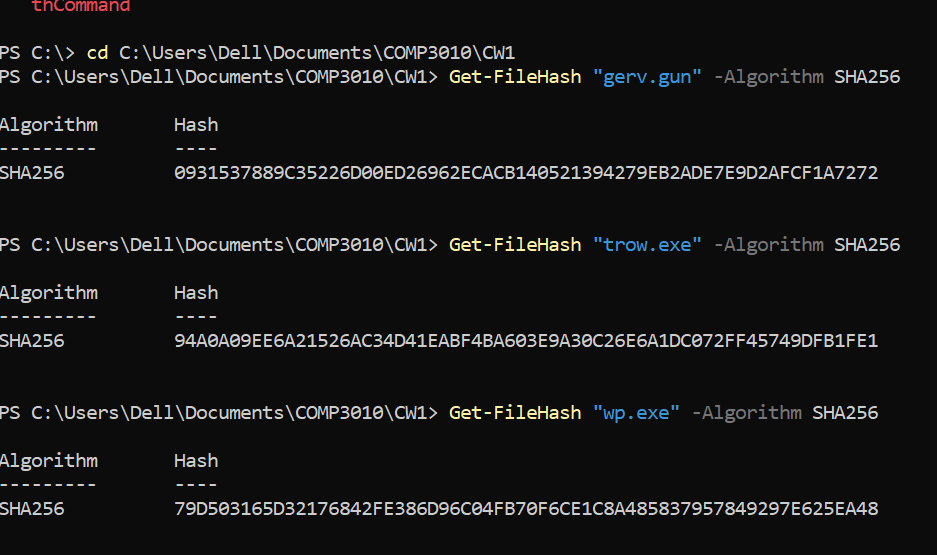 thCommand
PS C:\> cd C:\Users\Dell\Documents\COMP3010\CW1
PS C:\Users\Dell\Documents\COMP3010\CW1> Get-FileHash "gerv.gun" -Algorithm SHA256
Algorithm       Hash
---------       ----
SHA256          0931537889C35226D00ED26962ECACB140521394279EB2ADE7E9D2AFCF1A7272
PS C:\Users\Dell\Documents\COMP3010\CW1> Get-FileHash "trow.exe" -Algorithm SHA256
Algorithm       Hash
---------       ----
SHA256          94A0A09EE6A21526AC34D41EABF4BA603E9A30C26E6A1DC072FF45749DFB1FE1
PS C:\Users\Dell\Documents\COMP3010\CW1> Get-FileHash "wp.exe" -Algorithm SHA256
Algorithm       Hash
---------       ----
SHA256          79D503165D32176842FE386D96C04FB70F6CE1C8A485837957849297E625EA48